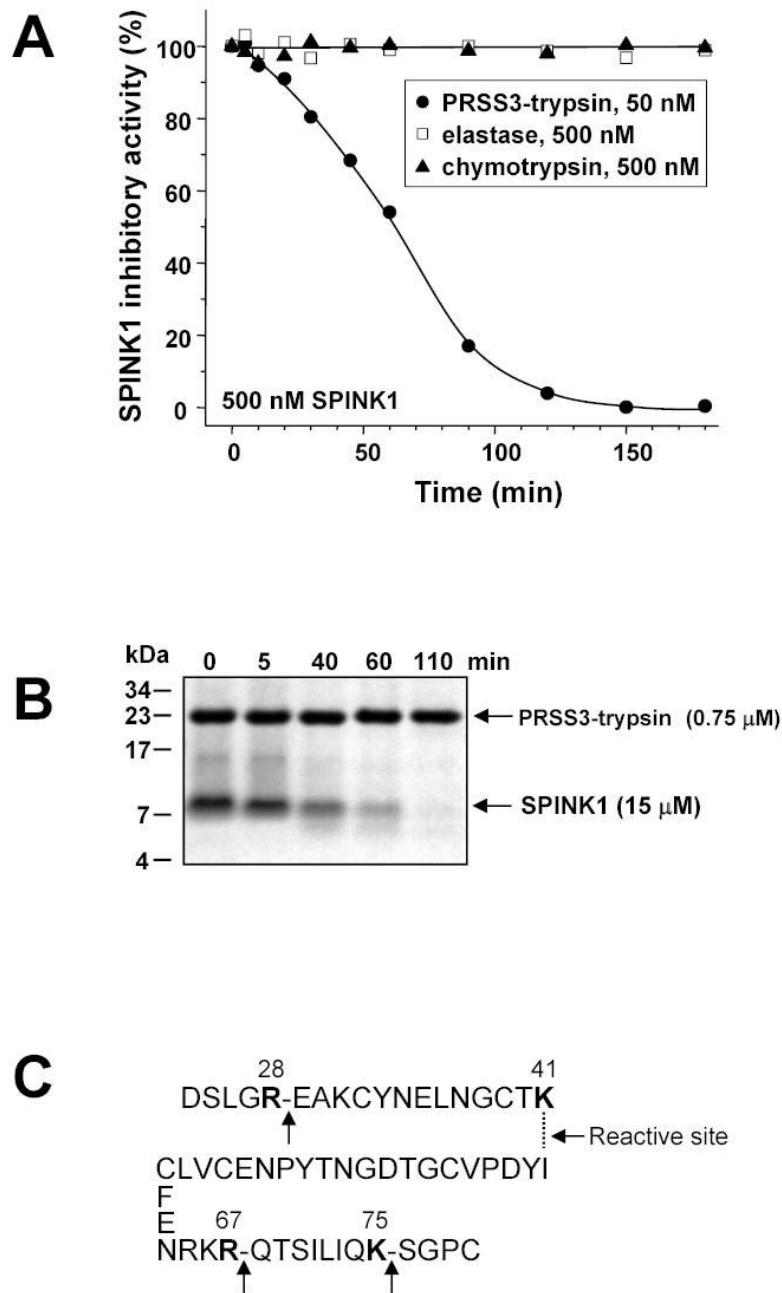 A
SPINK1 inhibitory activity (%)
100
80
60
40
20
0
PRSS3-trypsin, 50 nM
elastase, 500 nM
chymotrypsin, 500 nM
500 nM SPINK1
0 50 100 150
Time (min)
B
kDa 0 5 40 60 110 min
34
23
17
7
4
PRSS3-trypsin (0.75 μM)
SPINK1 (15 μM)
C
28 41
DSLGR-EAKCYNELNGCTK
Reactive site
CLVCENPYTNGDTGCVPDYI
F
E
67 75
NRKR-QTSILIQK-SGPC